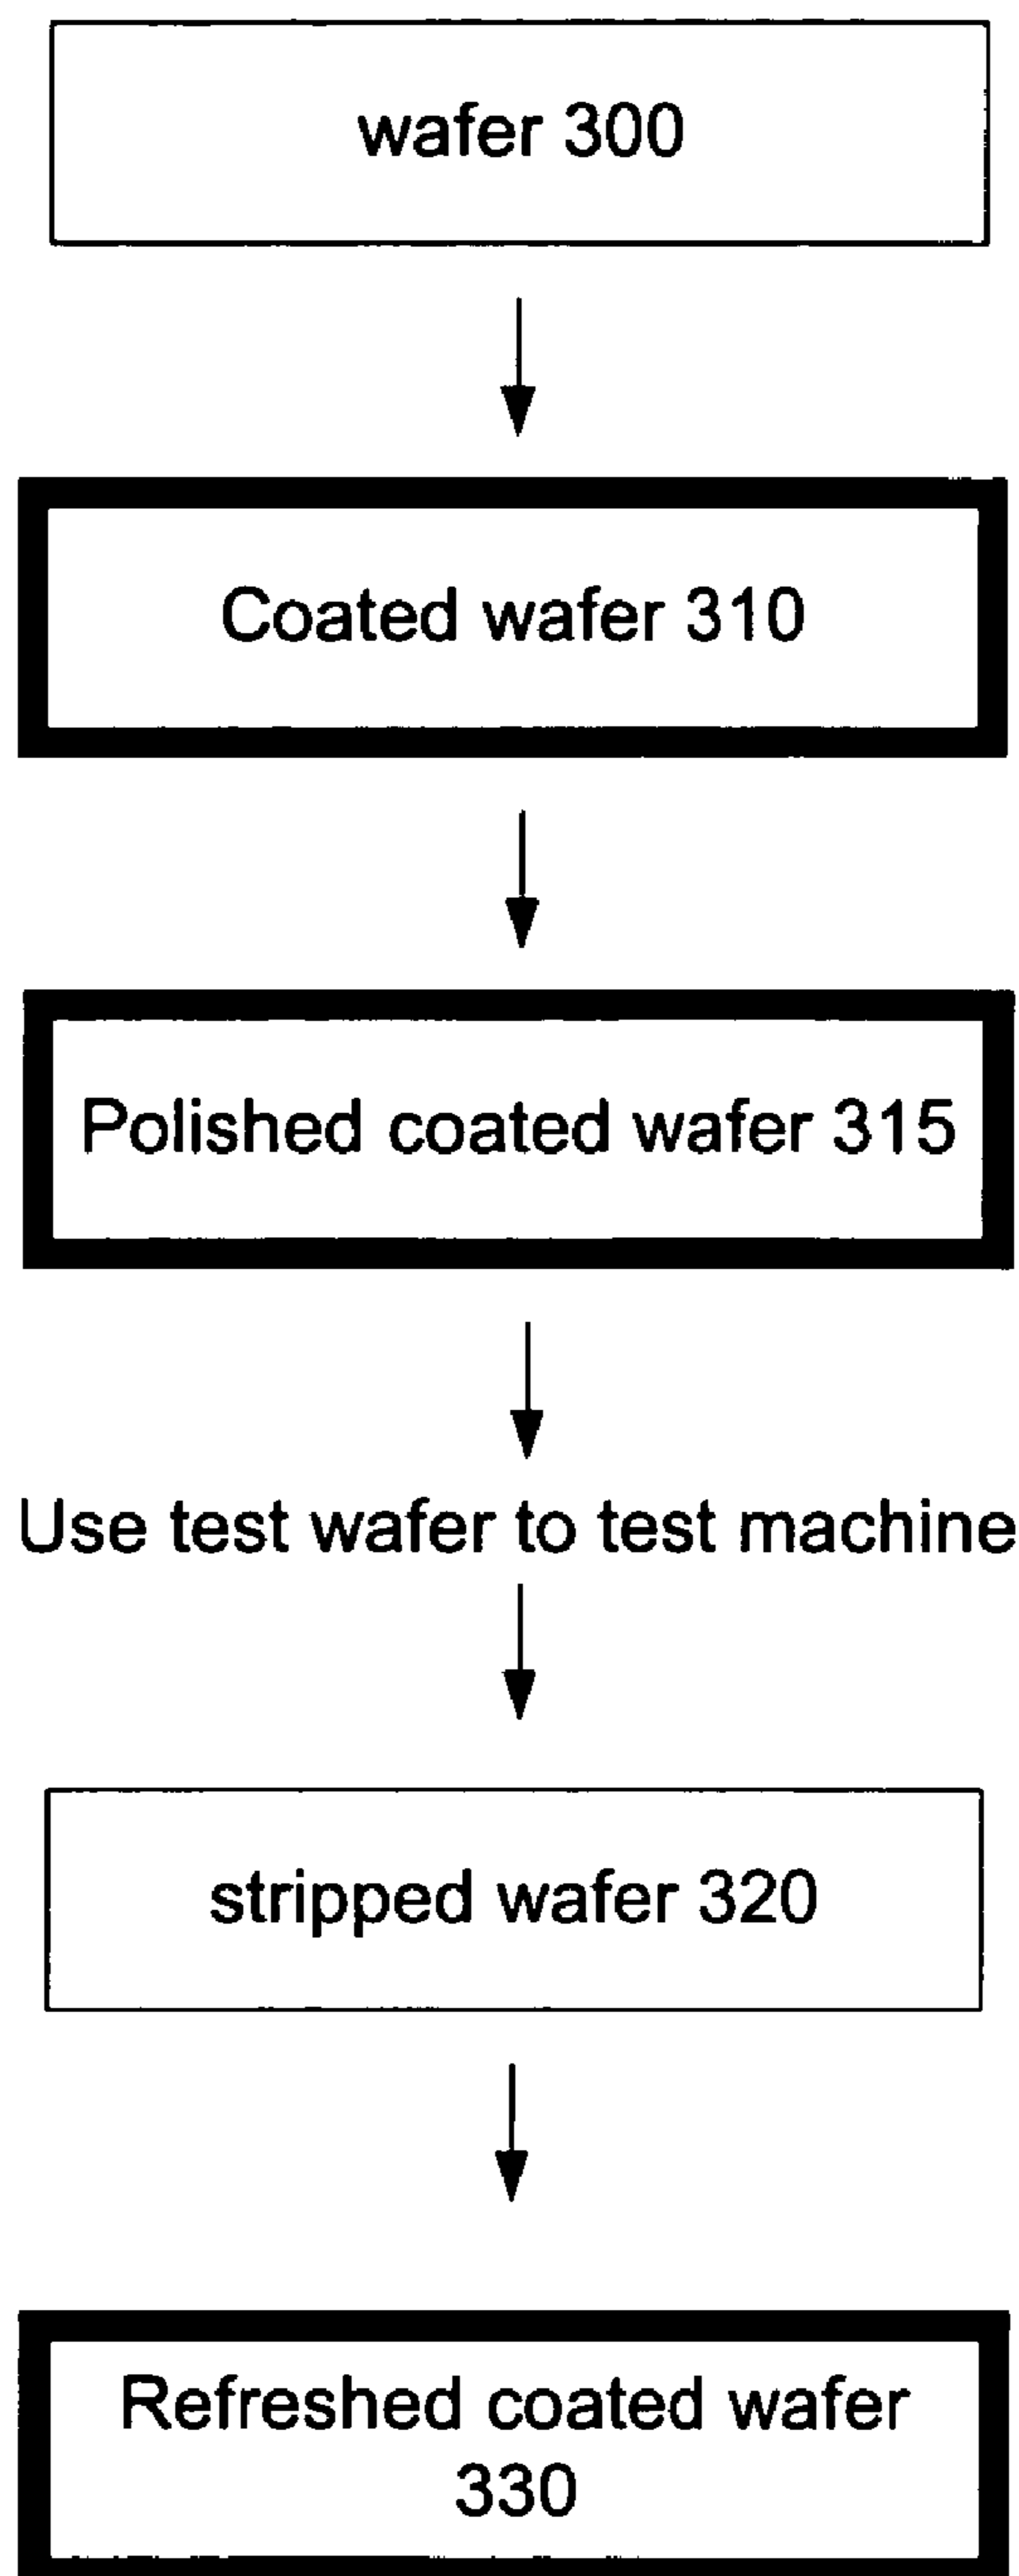 wafer 300
Coated wafer 310
Polished coated wafer 315
Use test wafer to test machine
stripped wafer 320
Refreshed coated wafer
330